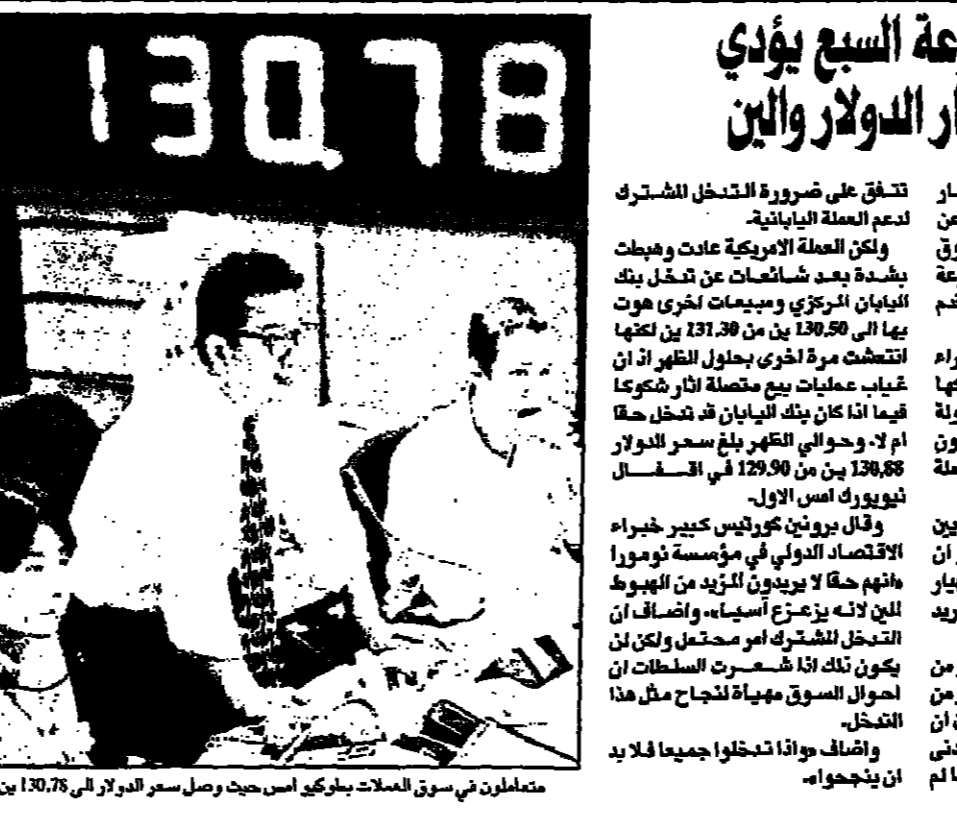 عة السبع يؤدي
ار الدولار والين
130.78
تتفق على ضرورة التدخل المشترك
لدعم العملة اليابانية.
ولكن العملة الامريكية عادت وهبطت
بشدة بعد شائعات عن تدخل بنك
اليابان المركزي ومبيعات اخرى هوت
بها الى 130,50 ين من 131,30 ين لكنها
انتعشت مرة اخرى بحلول الظهر اذ ان
غياب عمليات بيع متصلة اثار شكوكا
فيما اذا كان بنك اليابان قد تدخل حقا
ام لا. وحوالي الظهر بلغ سعر الدولار
130,88 ين من 129,90 في اقفال
نيويورك امس الاول.
وقال برونين كورتيس كبير خبراء
الاقتصاد الدولي في مؤسسة نومورا
«انهم حقا لا يريدون المزيد من الهبوط
للين لانه يزعزع آسيا». واضاف ان
التدخل المشترك امر محتمل ولكن لن
يكون ذلك اذا شعرت السلطات ان
احوال السوق مهيأة لنجاح مثل هذا
التدخل.
واضاف «واذا تدخلوا جميعا فلا بد
ان ينجحوا».
متعاملون في سوق العملات بطوكيو امس حيث وصل سعر الدولار الى 130,78 ين